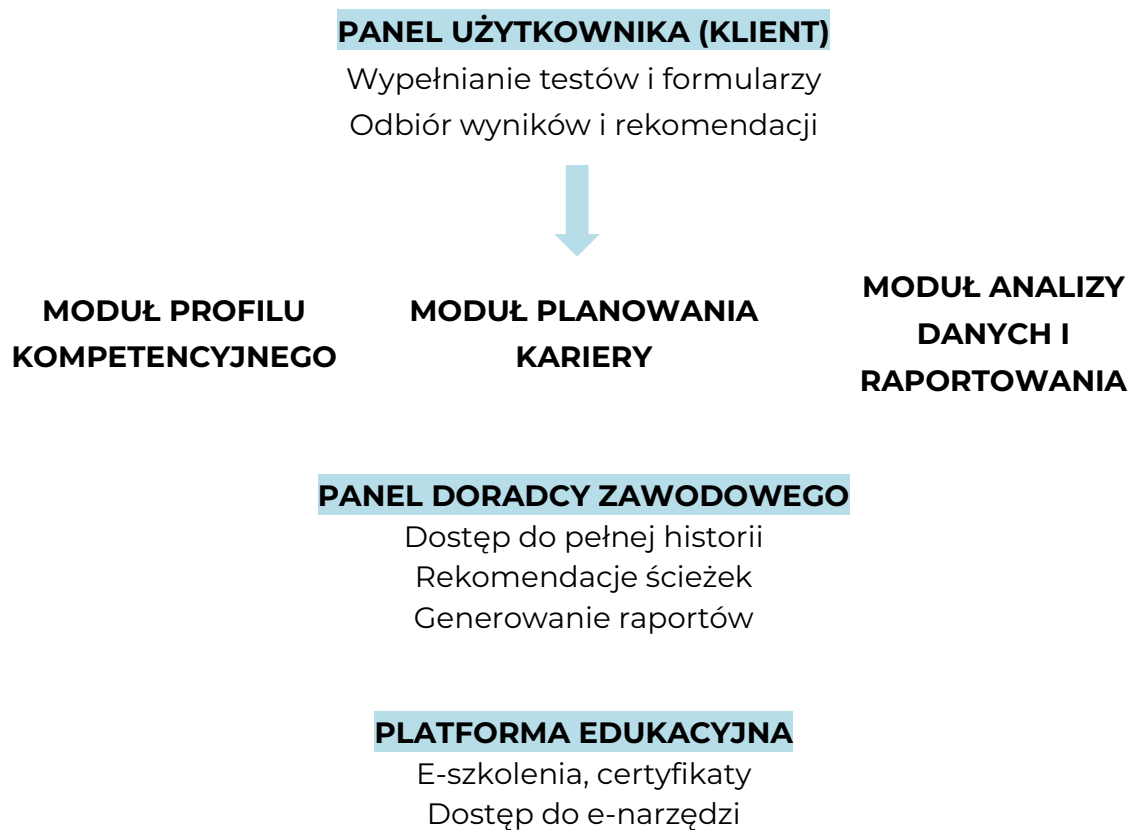 PANEL UŻYTKOWNIKA (KLIENT)
Wypełnianie testów i formularzy
Odbiór wyników i rekomendacji
MODUŁ PROFILU
KOMPETENCYJNEGO
MODUŁ PLANOWANIA
KARIERY
MODUŁ ANALIZY
DANYCH I
RAPORTOWANIA
PANEL DORADCY ZAWODOWEGO
Dostęp do pełnej historii
Rekomendacje ścieżek
Generowanie raportów
PLATFORMA EDUKACYJNA
E-szkolenia, certyfikaty
Dostęp do e-narzędzi